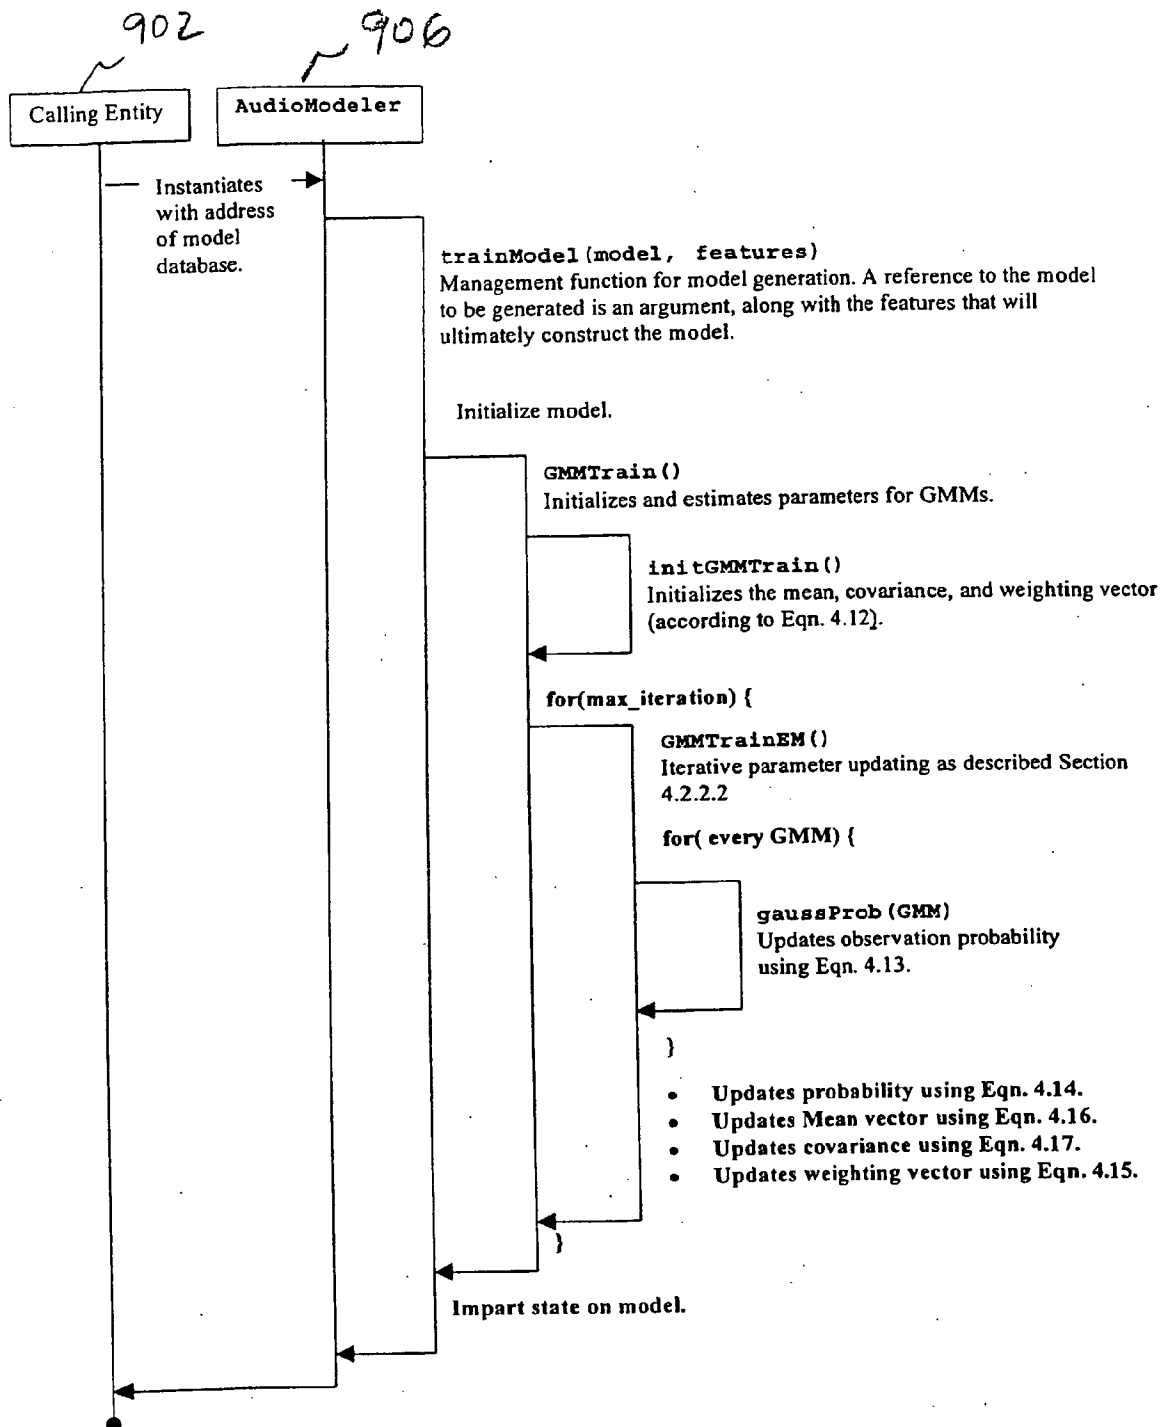 902
906
Calling Entity
AudioModeler
Instantiates
with address
of model
database.
trainModel(model, features)
Management function for model generation. A reference to the model
to be generated is an argument, along with the features that will
ultimately construct the model.
Initialize model.
GMMTrain()
Initializes and estimates parameters for GMMs.
initGMMTrain()
Initializes the mean, covariance, and weighting vector
(according to Eqn. 4.12).
for(max_iteration) {
GMMTrainEM()
Iterative parameter updating as described Section
4.2.2.2
for( every GMM) {
gaussProb(GMM)
Updates observation probability
using Eqn. 4.13.
}
• Updates probability using Eqn. 4.14.
• Updates Mean vector using Eqn. 4.16.
• Updates covariance using Eqn. 4.17.
• Updates weighting vector using Eqn. 4.15.
}
Impart state on model.